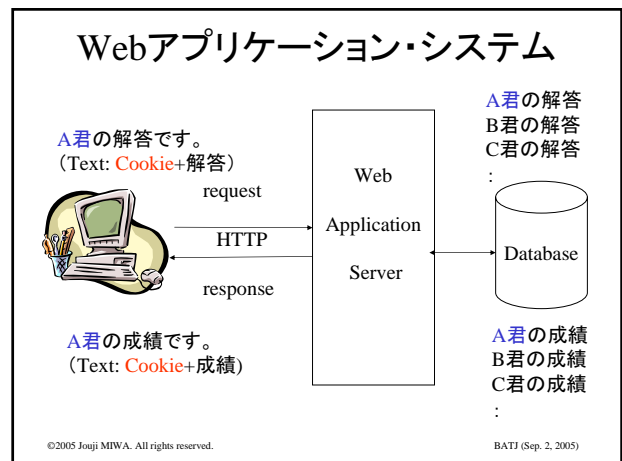 Webアプリケーション・システム
A君の解答です。
（Text: Cookie+解答）
request
HTTP
response
A君の成績です。
（Text: Cookie+成績)
Web
Application
Server
A君の解答
B君の解答
C君の解答
:
Database
A君の成績
B君の成績
C君の成績
:
©2005 Jouji MIWA. All rights reserved.
BATJ (Sep. 2, 2005)